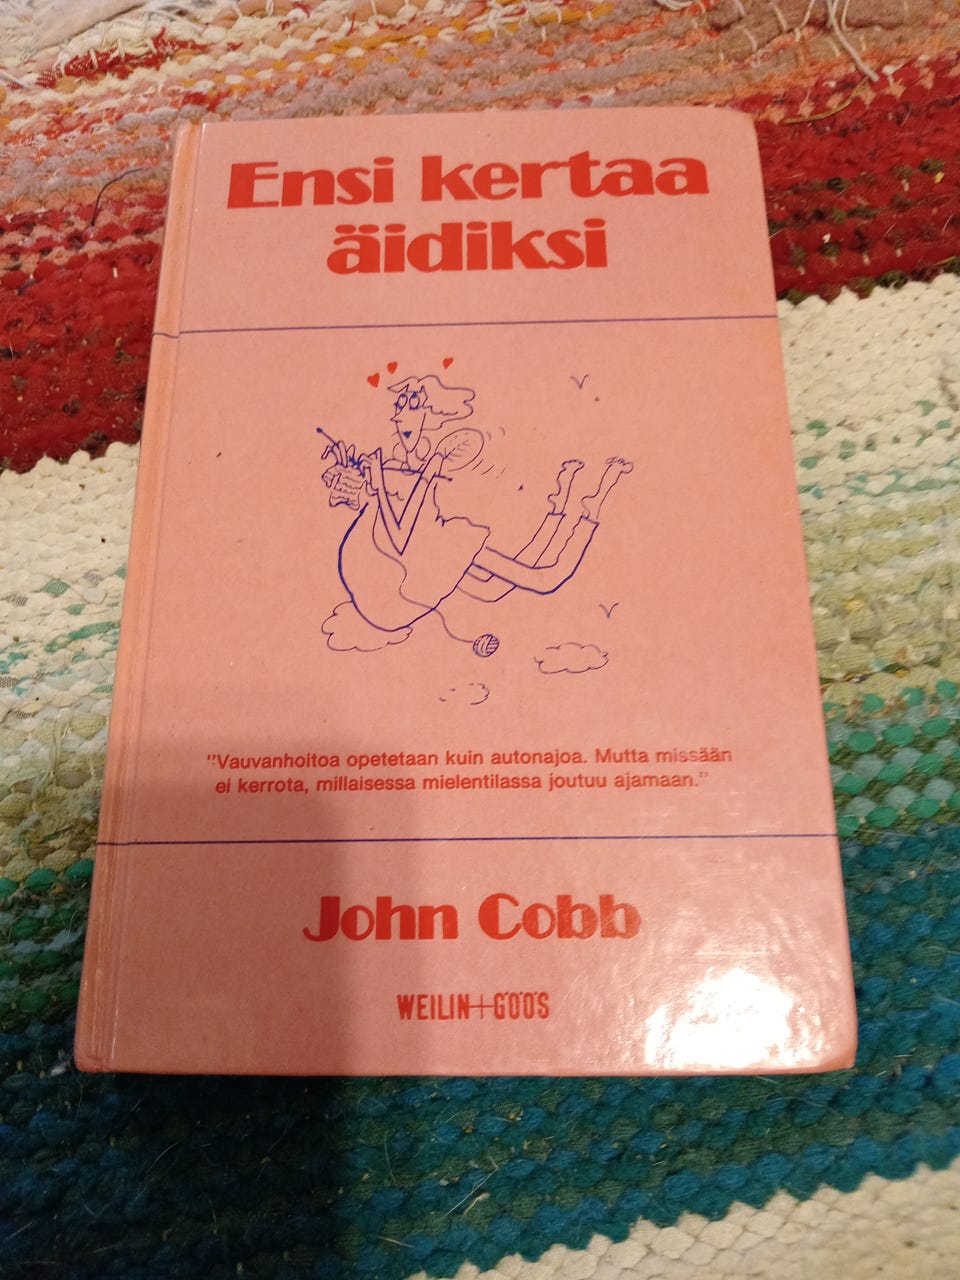 Ensi kertaa
äidiksi
"Vauvanhoitoa opetetaan kuin autonajoa. Mutta missään
ei kerrota, millaisessa mielentilassa joutuu ajamaan."
John Cobb
WEILIN+GÖÖS